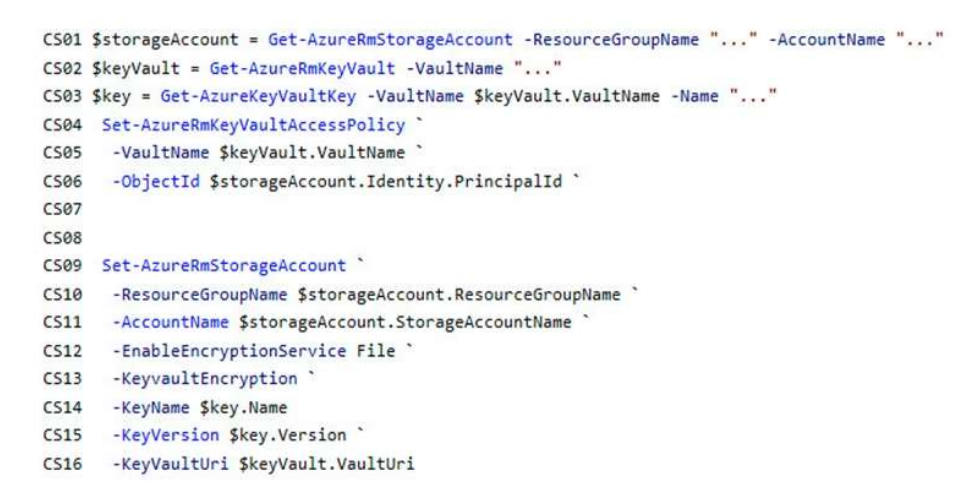 CS01 $storageAccount = Get-AzureRmStorageAccount -ResourceGroupName "..." -AccountName "..."
CS02 $keyVault = Get-AzureRmKeyVault -VaultName "..."
CS03 $key = Get-AzureKeyVaultKey -VaultName $keyVault.VaultName -Name "..."
CS04 Set-AzureRmKeyVaultAccessPolicy `
CS05 -VaultName $keyVault.VaultName `
CS06 -ObjectId $storageAccount.Identity.PrincipalId `
CS07
CS08
CS09 Set-AzureRmStorageAccount `
CS10 -ResourceGroupName $storageAccount.ResourceGroupName `
CS11 -AccountName $storageAccount.StorageAccountName `
CS12 -EnableEncryptionService File `
CS13 -KeyvaultEncryption `
CS14 -KeyName $key.Name
CS15 -KeyVersion $key.Version `
CS16 -KeyVaultUri $keyVault.VaultUri